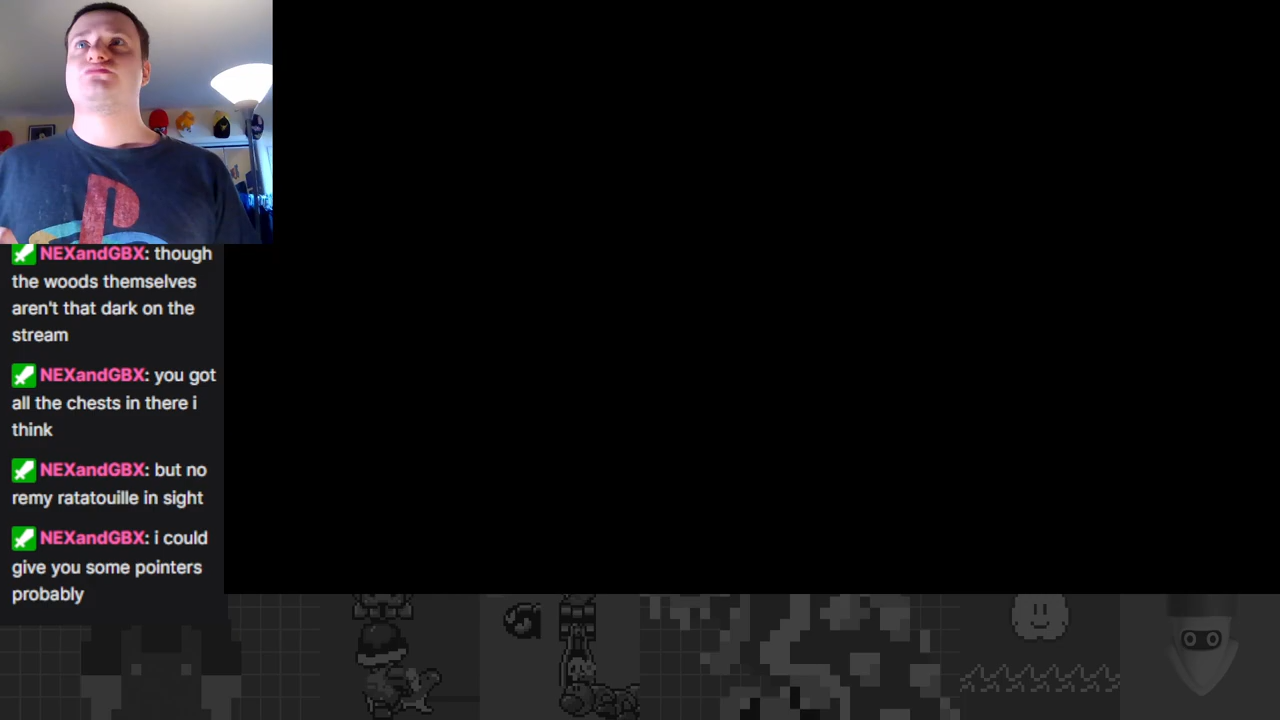 NEXandGBX: though
the woods themselves
aren't that dark on the
stream
NEXandGBX: you got
all the chests in there i
think
NEXandGBX: but no
remy ratatouille in sight
NEXandGBX: i could
give you some pointers
probably